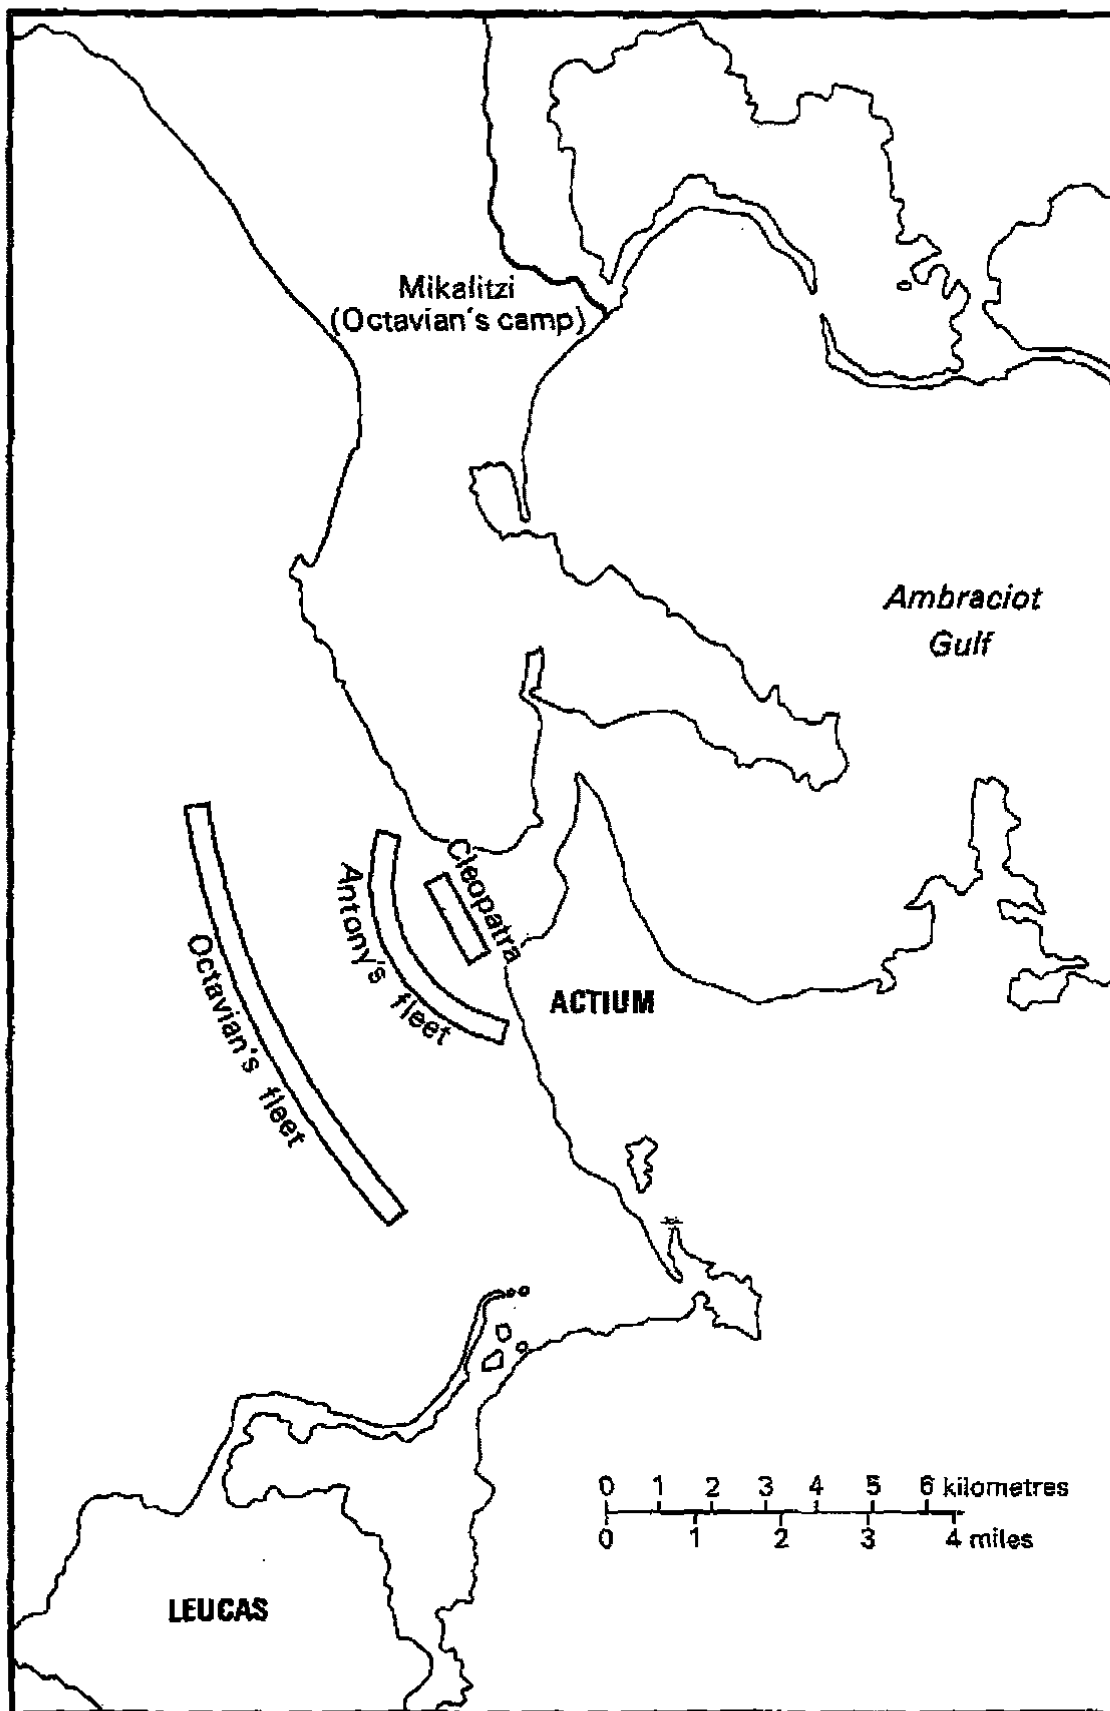 Mikalitzi
(Octavian's camp)
Ambraciot
Gulf
Cleopatra
Antony's fleet
Octavian's fleet
ACTIUM
0 1 2 3 4 5 6 kilometres
0 1 2 3 4 miles
LEUCAS